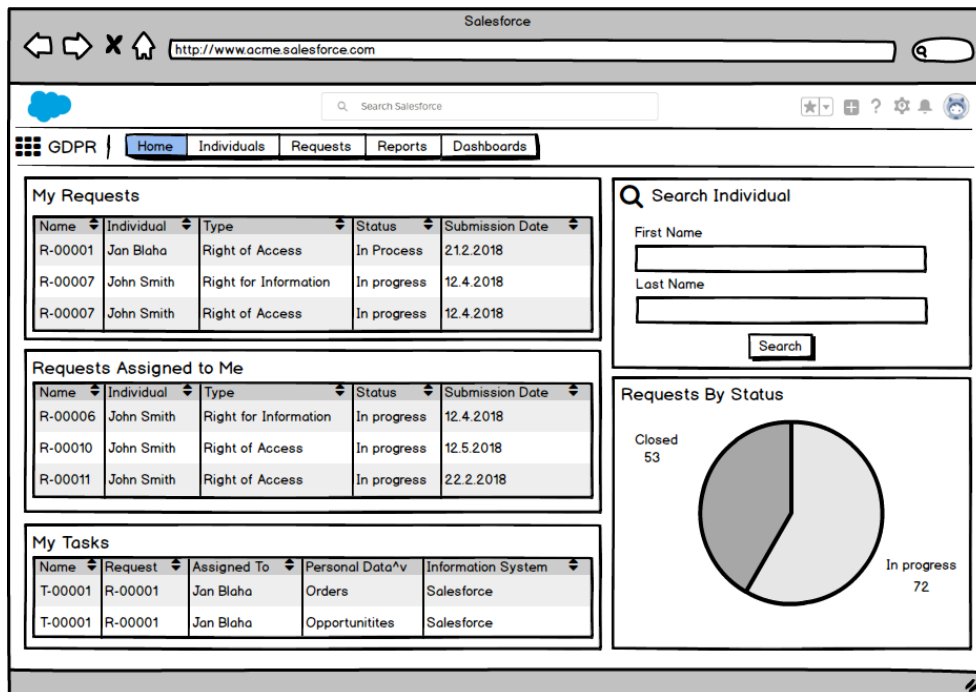 Salesforce
http://www.acme.salesforce.com
Search Salesforce
GDPR Home Individuals Requests Reports Dashboards
My Requests
Name Individual Type Status Submission Date
R-00001 Jan Blaha Right of Access In Process 21.2.2018
R-00007 John Smith Right for Information In progress 12.4.2018
R-00007 John Smith Right of Access In progress 12.4.2018
Requests Assigned to Me
Name Individual Type Status Submission Date
R-00006 John Smith Right for Information In progress 12.4.2018
R-00010 John Smith Right of Access In progress 12.5.2018
R-00011 John Smith Right of Access In progress 22.2.2018
My Tasks
Name Request Assigned To Personal Data^v Information System
T-00001 R-00001 Jan Blaha Orders Salesforce
T-00001 R-00001 Jan Blaha Opportunitites Salesforce
Search Individual
First Name
Last Name
Search
Requests By Status
Closed
53
In progress
72